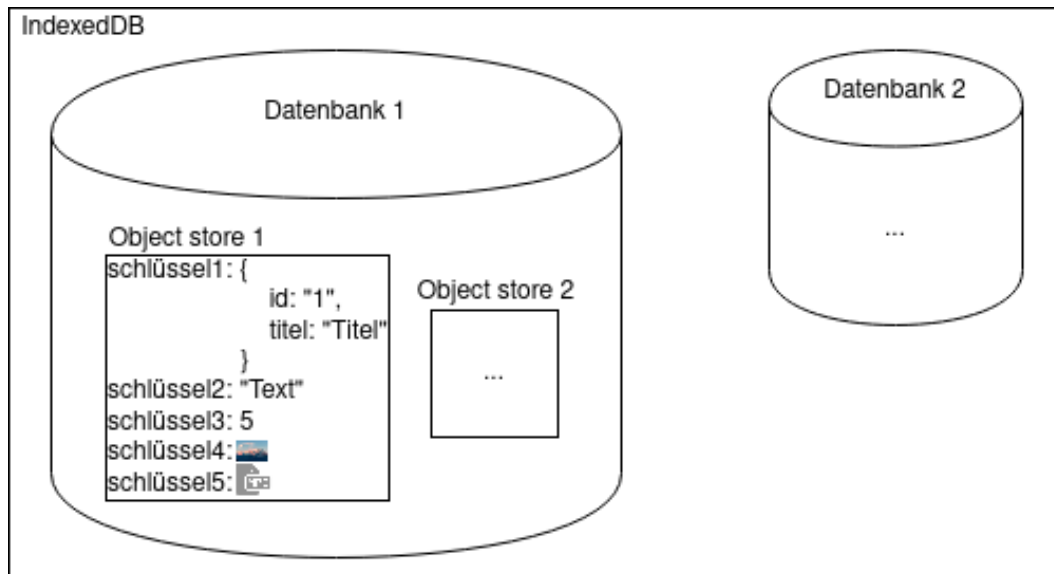 IndexedDB
Datenbank 1
Datenbank 2
...
Object store 1
schlüssel1: {
id: "1",
titel: "Titel"
}
schlüssel2: "Text"
schlüssel3: 5
schlüssel4:
schlüssel5:
Object store 2
...